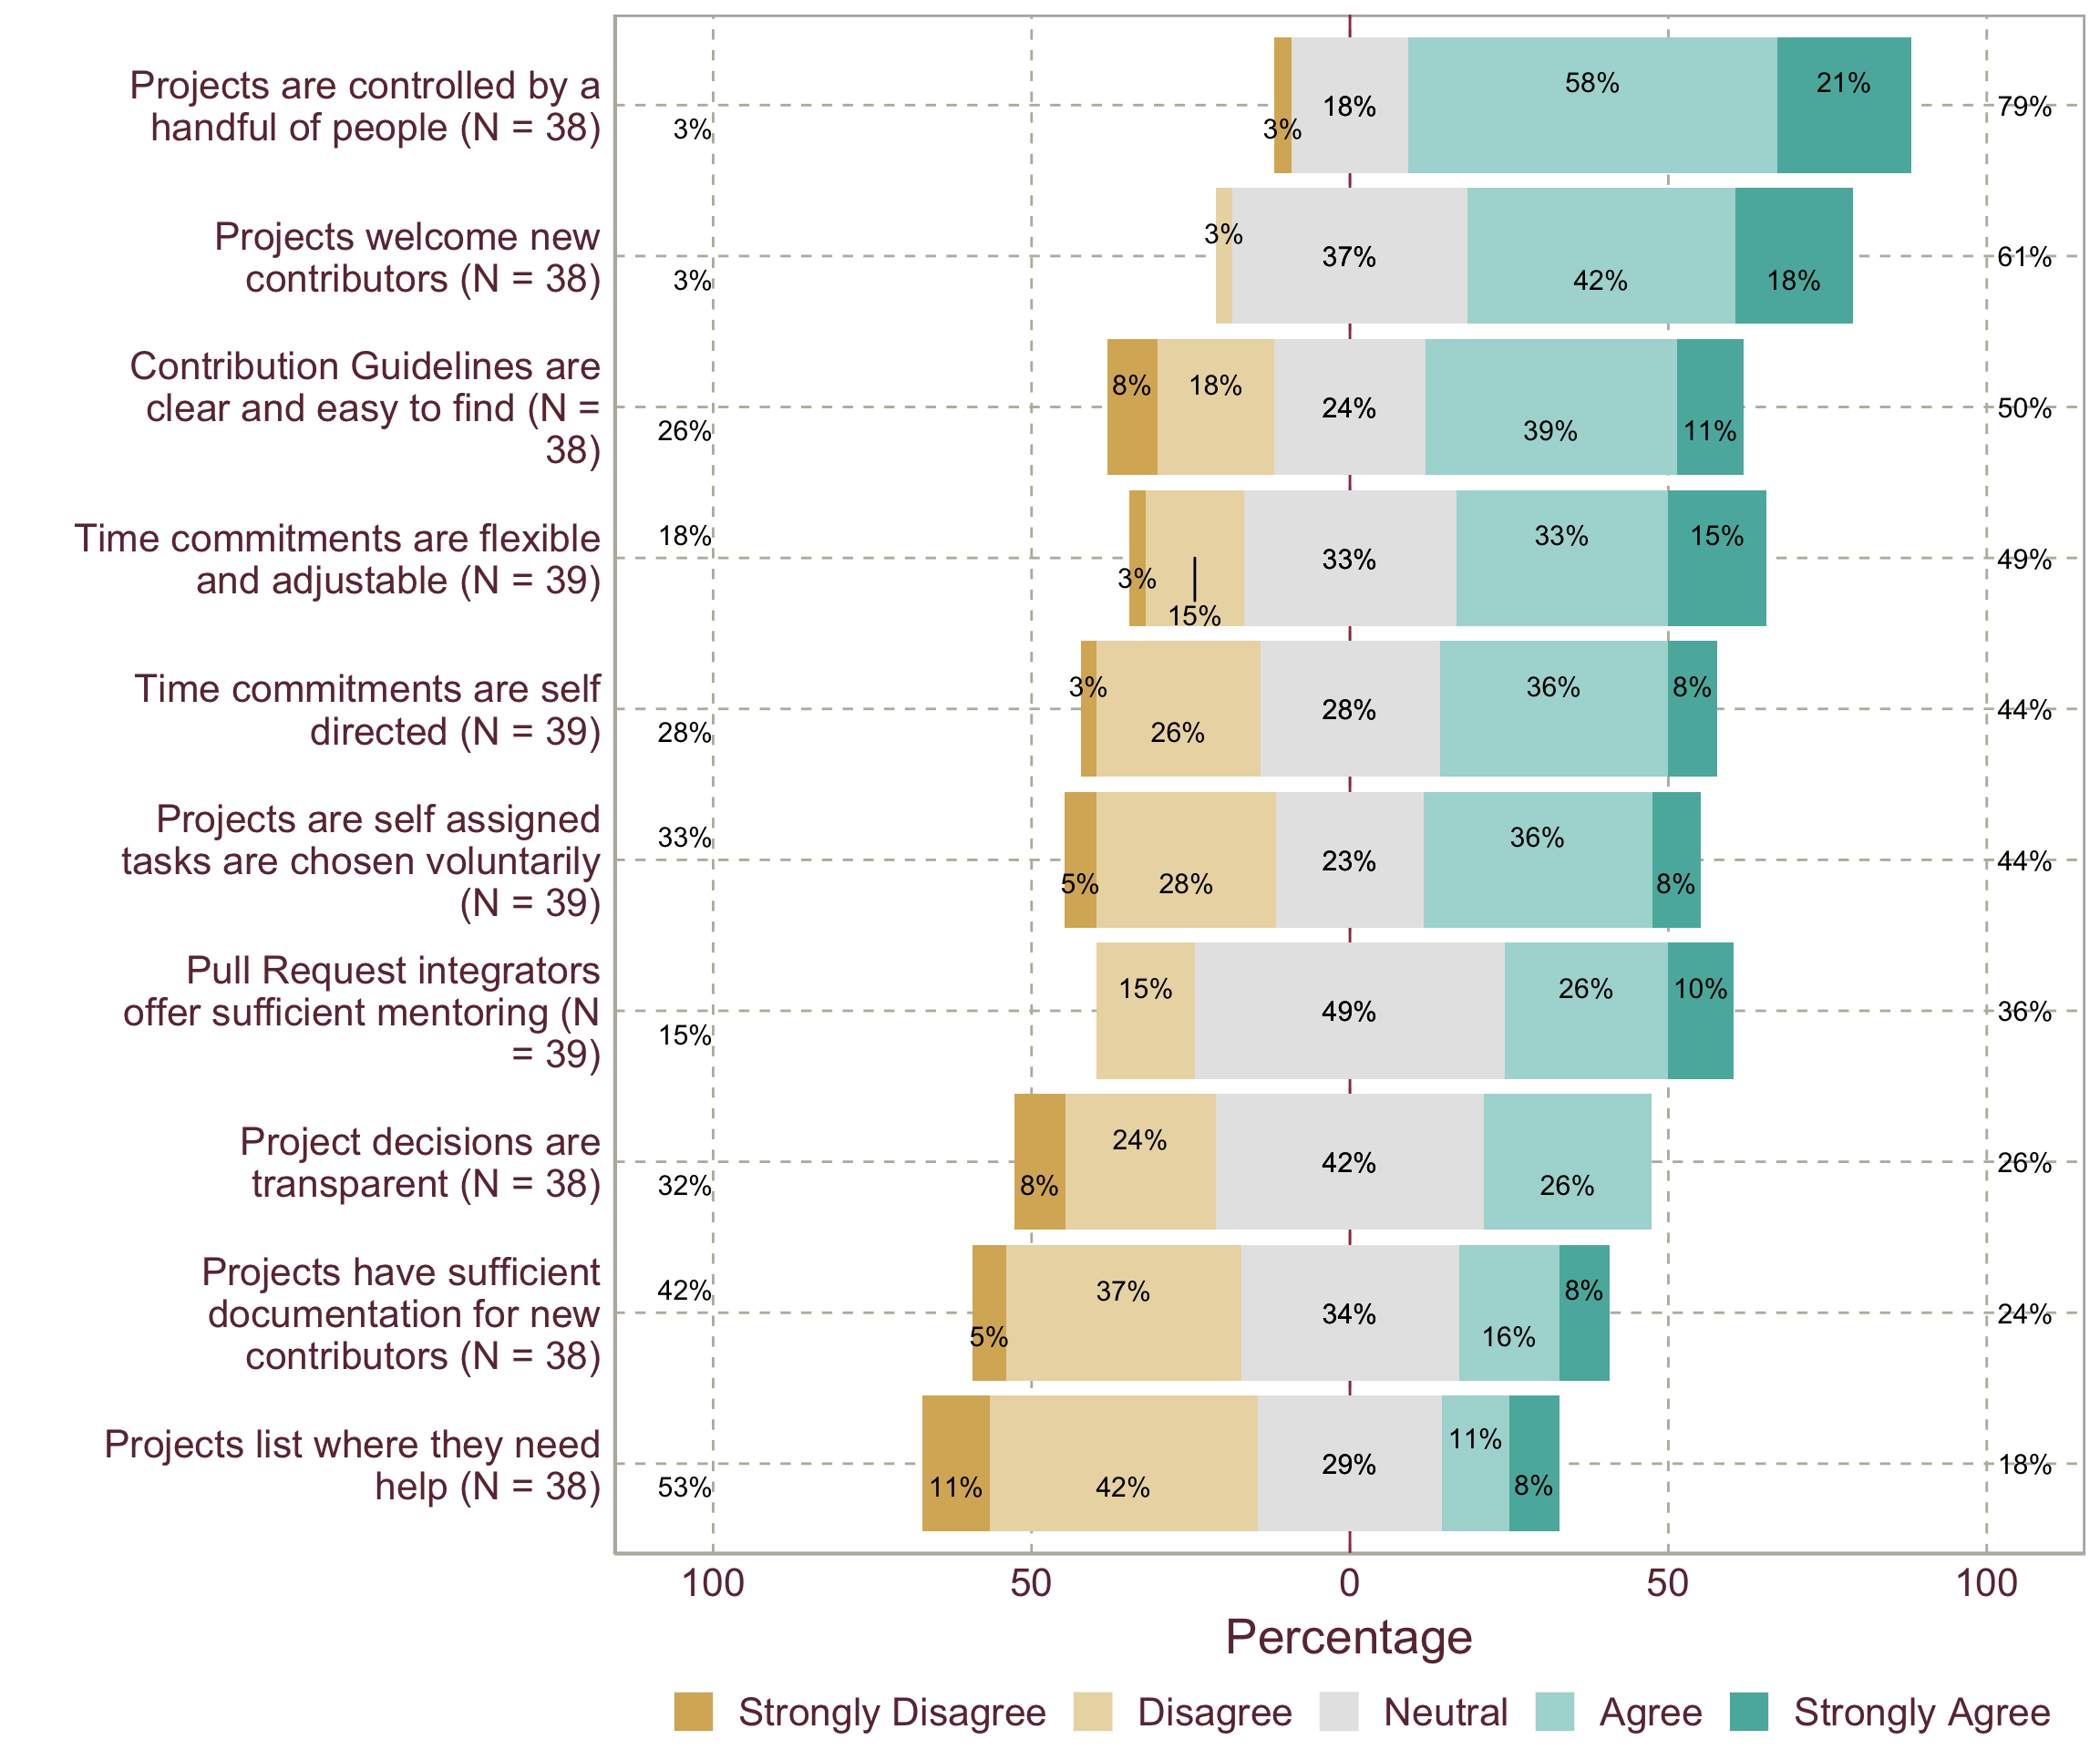 Projects are controlled by a
handful of people (N = 38)
3%
3%
18%
58%
21%
79%
Projects welcome new
contributors (N = 38)
3%
3%
37%
42%
18%
61%
Contribution Guidelines are
clear and easy to find (N =
38)
26%
8%
18%
24%
39%
11%
50%
Time commitments are flexible
and adjustable (N = 39)
18%
3%
15%
33%
33%
15%
49%
Time commitments are self
directed (N = 39)
28%
3%
26%
28%
36%
8%
44%
Projects are self assigned
tasks are chosen voluntarily
(N = 39)
33%
5%
28%
23%
36%
8%
44%
Pull Request integrators
offer sufficient mentoring (N
= 39)
15%
15%
49%
26%
10%
36%
Project decisions are
transparent (N = 38)
32%
8%
24%
42%
26%
26%
Projects have sufficient
documentation for new
contributors (N = 38)
42%
5%
37%
34%
16%
8%
24%
Projects list where they need
help (N = 38)
53%
11%
42%
29%
11%
8%
18%
100 50 0 50 100
Percentage
Strongly Disagree Disagree Neutral Agree Strongly Agree